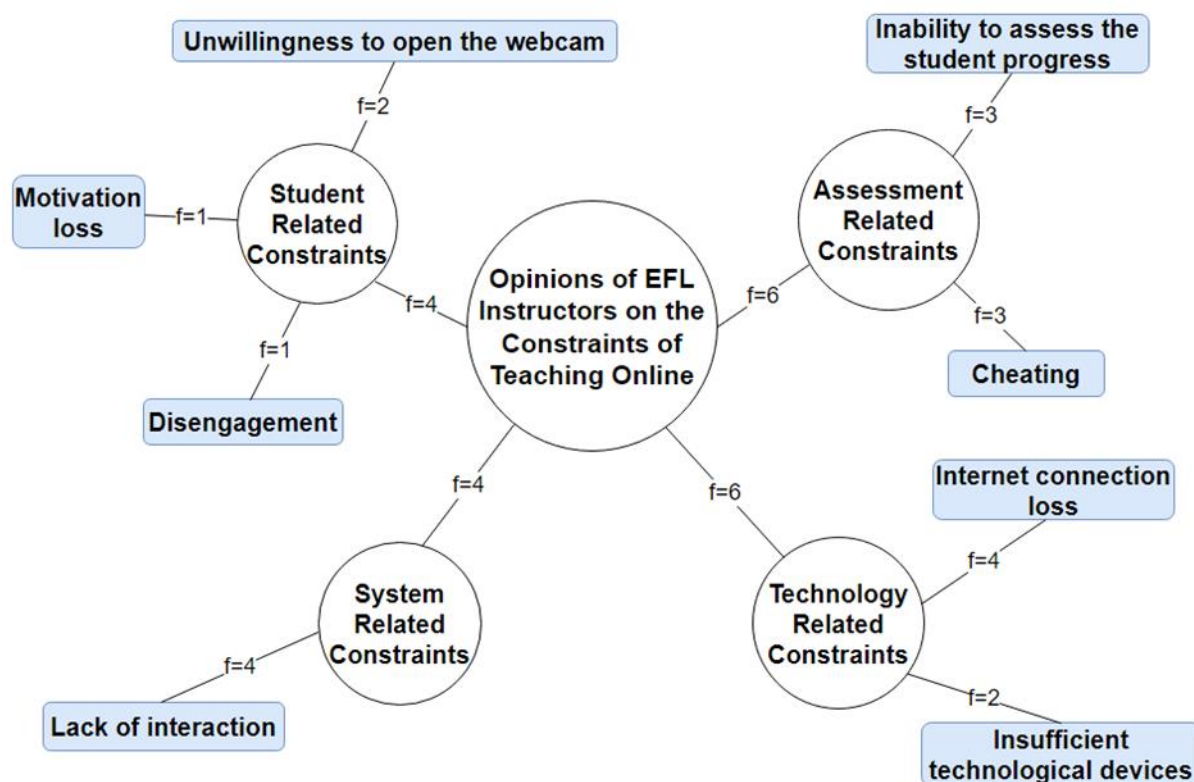 Unwillingness to open the webcam
f=2
Motivation
loss
f=1
Student
Related
Constraints
f=4
f=1
Disengagement
Inability to assess the
student progress
f=3
Assessment
Related
Constraints
f=6
f=3
Cheating
Opinions of EFL
Instructors on the
Constraints of
Teaching Online
f=4
System
Related
Constraints
f=4
Lack of interaction
f=6
Technology
Related
Constraints
Internet connection
loss
f=4
f=2
Insufficient
technological devices